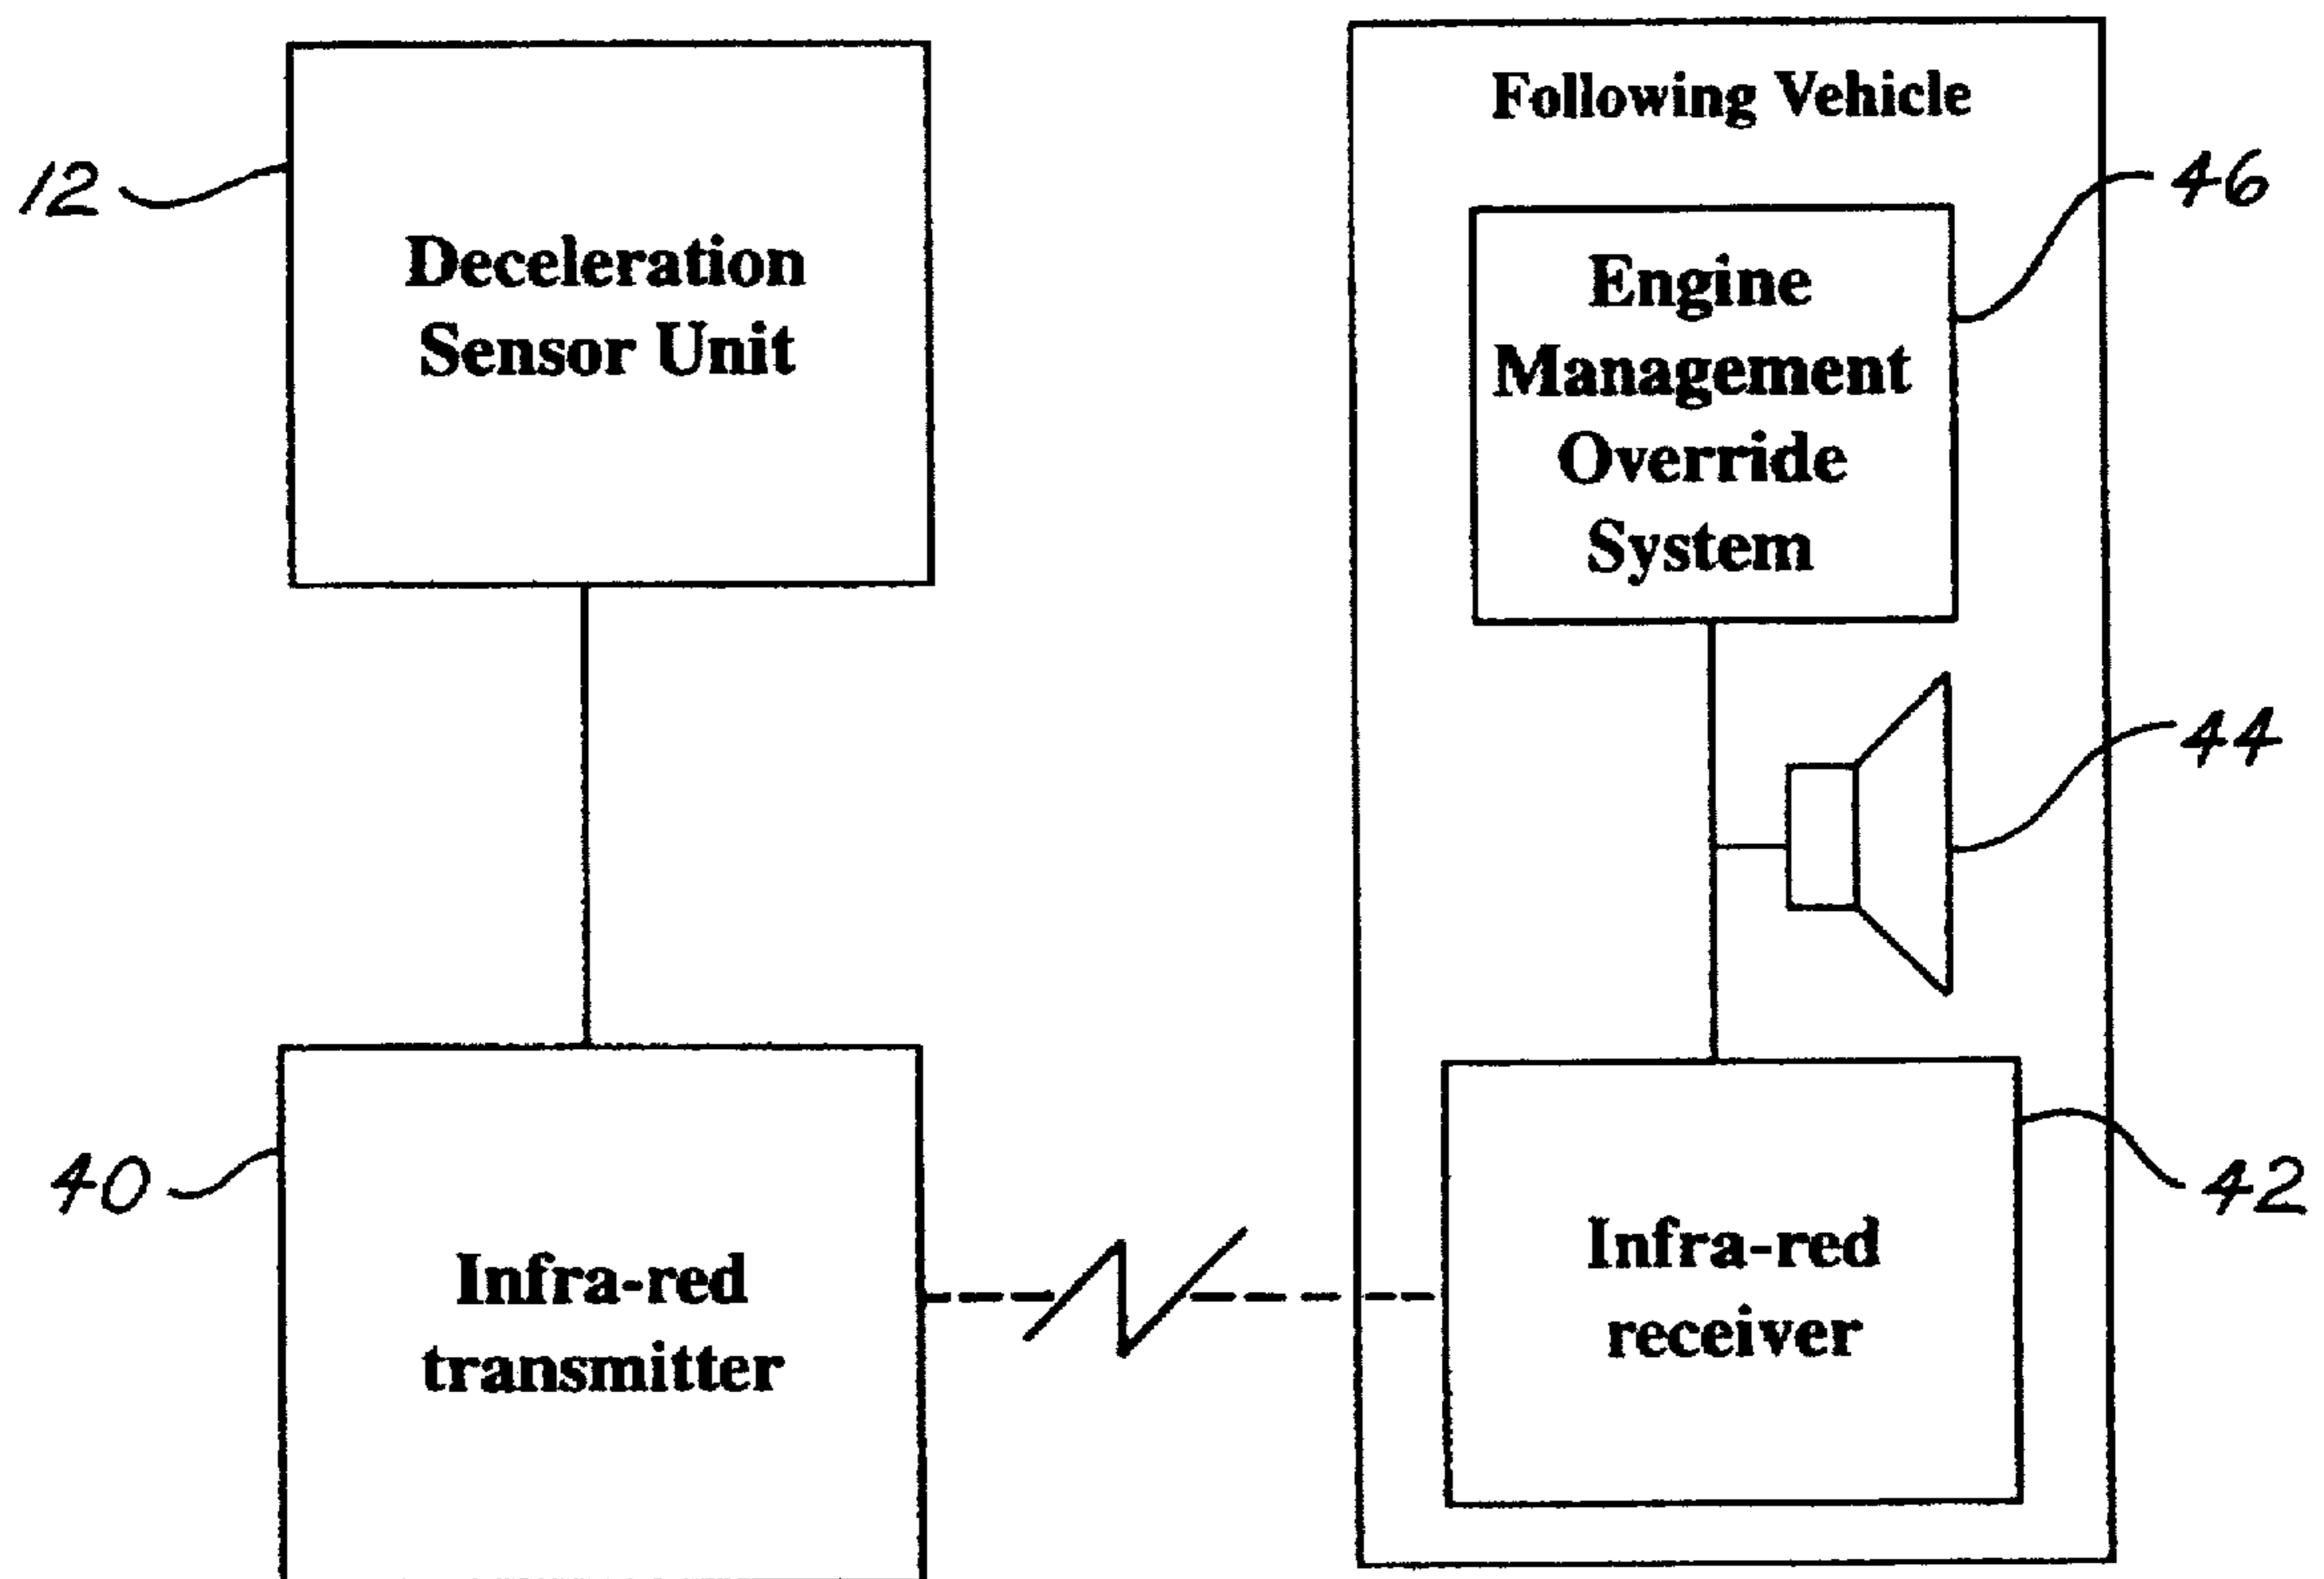 12
Deceleration
Sensor Unit
40
Infra-red
transmitter
Following Vehicle
46
Engine
Management
Override
System
44
42
Infra-red
receiver